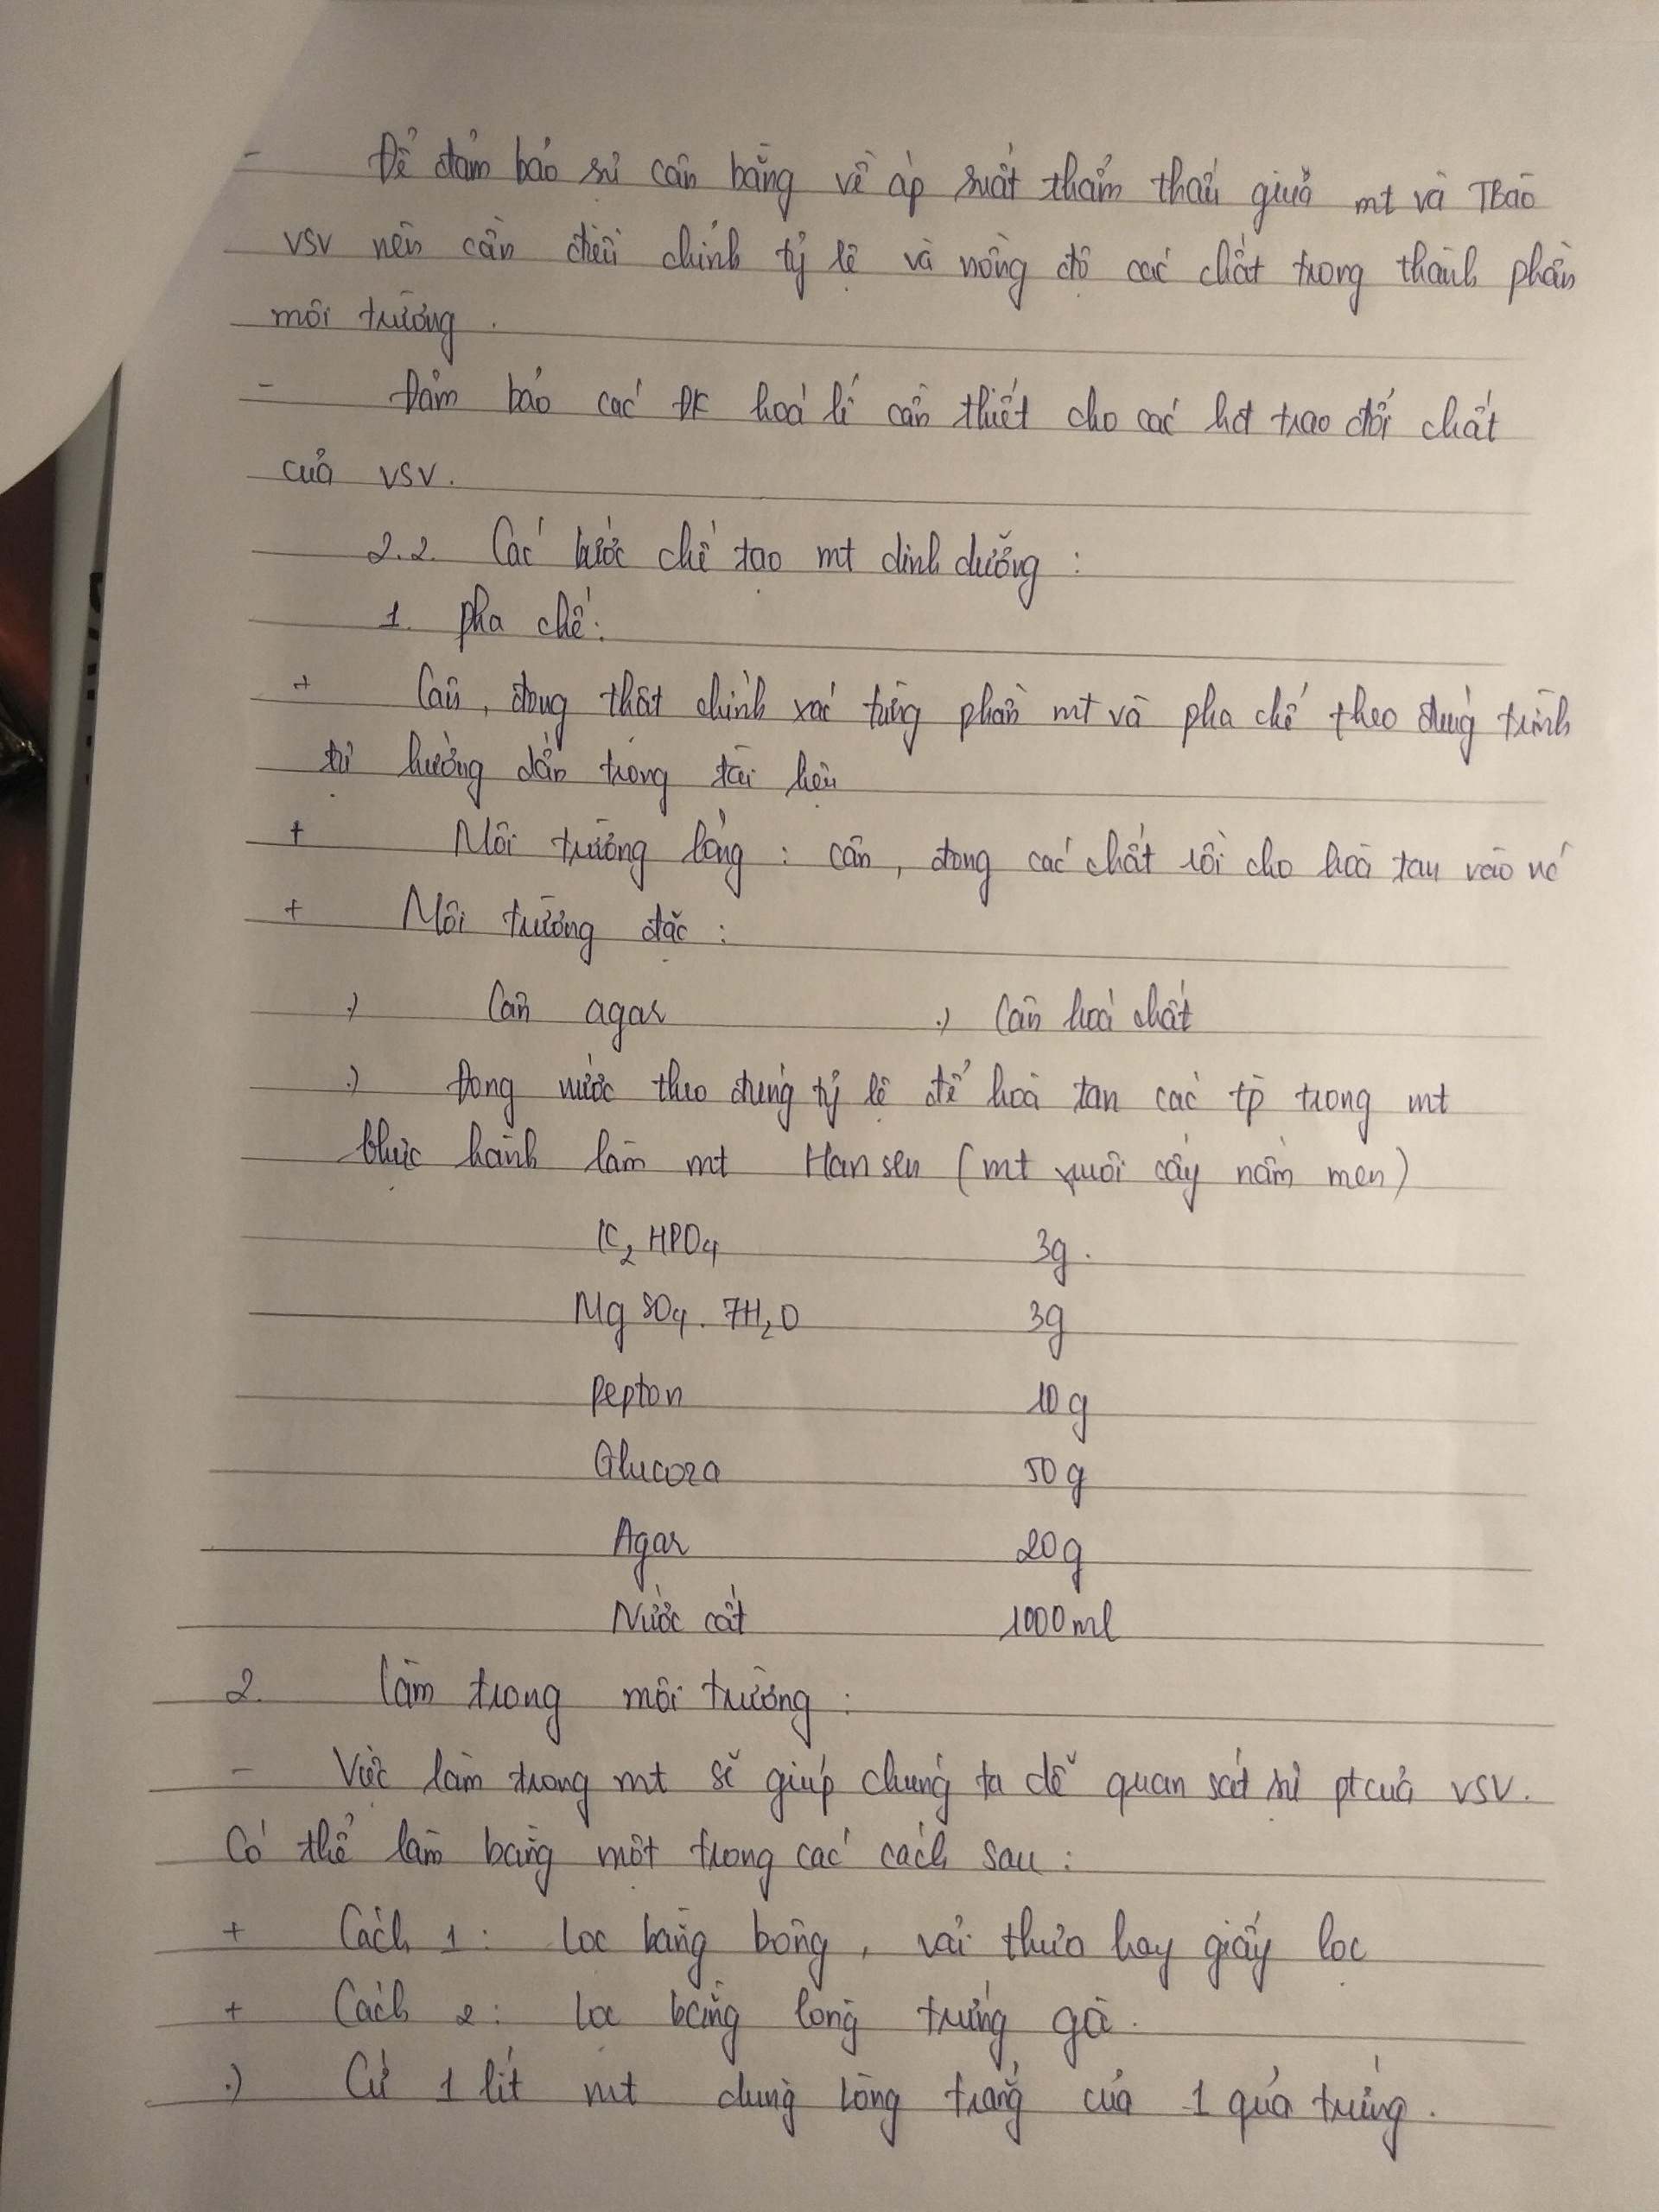 - Để đảm bảo sự cân bằng về áp suất thẩm thấu giữa mt và TBào
VSV nên cần điều chỉnh tỷ lệ và nồng độ các chất trong thành phần
môi trường.
- Đảm bảo các ĐK hoá lí cần thiết cho các hđ trao đổi chất
của VSV.
2.2. Các bước chế tạo mt dinh dưỡng :
1. pha chế :
+ Cân, đong thật chính xác từng phần mt và pha chế theo đúng trình
tự hướng dẫn trong tài liệu
+ Môi trường lỏng : cân, đong các chất rồi cho hoà tan vào nc
+ Môi trường đặc :
.) Cân agar .) Cân hoá chất
.) Đong nước theo đúng tỷ lệ để hoà tan các tp trong mt
thực hành làm mt Hansen (mt nuôi cấy nấm men)
K2HPO4 3g.
MgSO4.7H2O 3g
pepton 10g
Glucoza 50g
Agar 20g
Nước cất 1000ml
2. Làm trong môi trường :
- Việc làm trong mt sẽ giúp chúng ta dễ quan sát sự pt của VSV.
Có thể làm bằng một trong các cách sau :
+ Cách 1 : Lọc bằng bông, vải thưa hay giấy lọc
+ Cách 2 : Lọc bằng lòng trứng gà.
.) Cứ 1 lít mt dùng lòng trắng của 1 quả trứng.